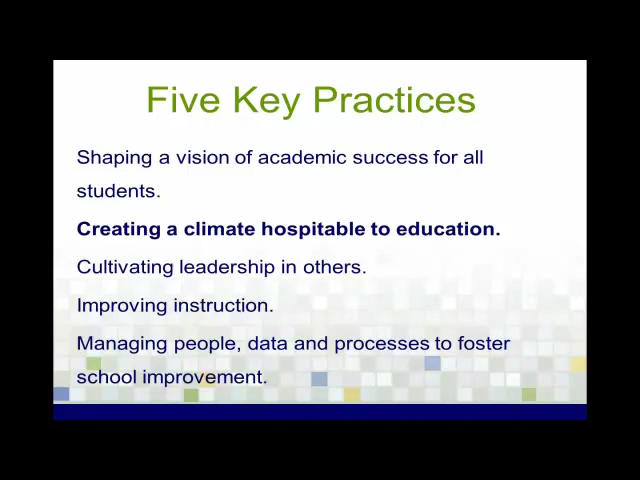 Five Key Practices
Shaping a vision of academic success for all
students.
Creating a climate hospitable to education.
Cultivating leadership in others.
Improving instruction.
Managing people, data and processes to foster
school improvement.